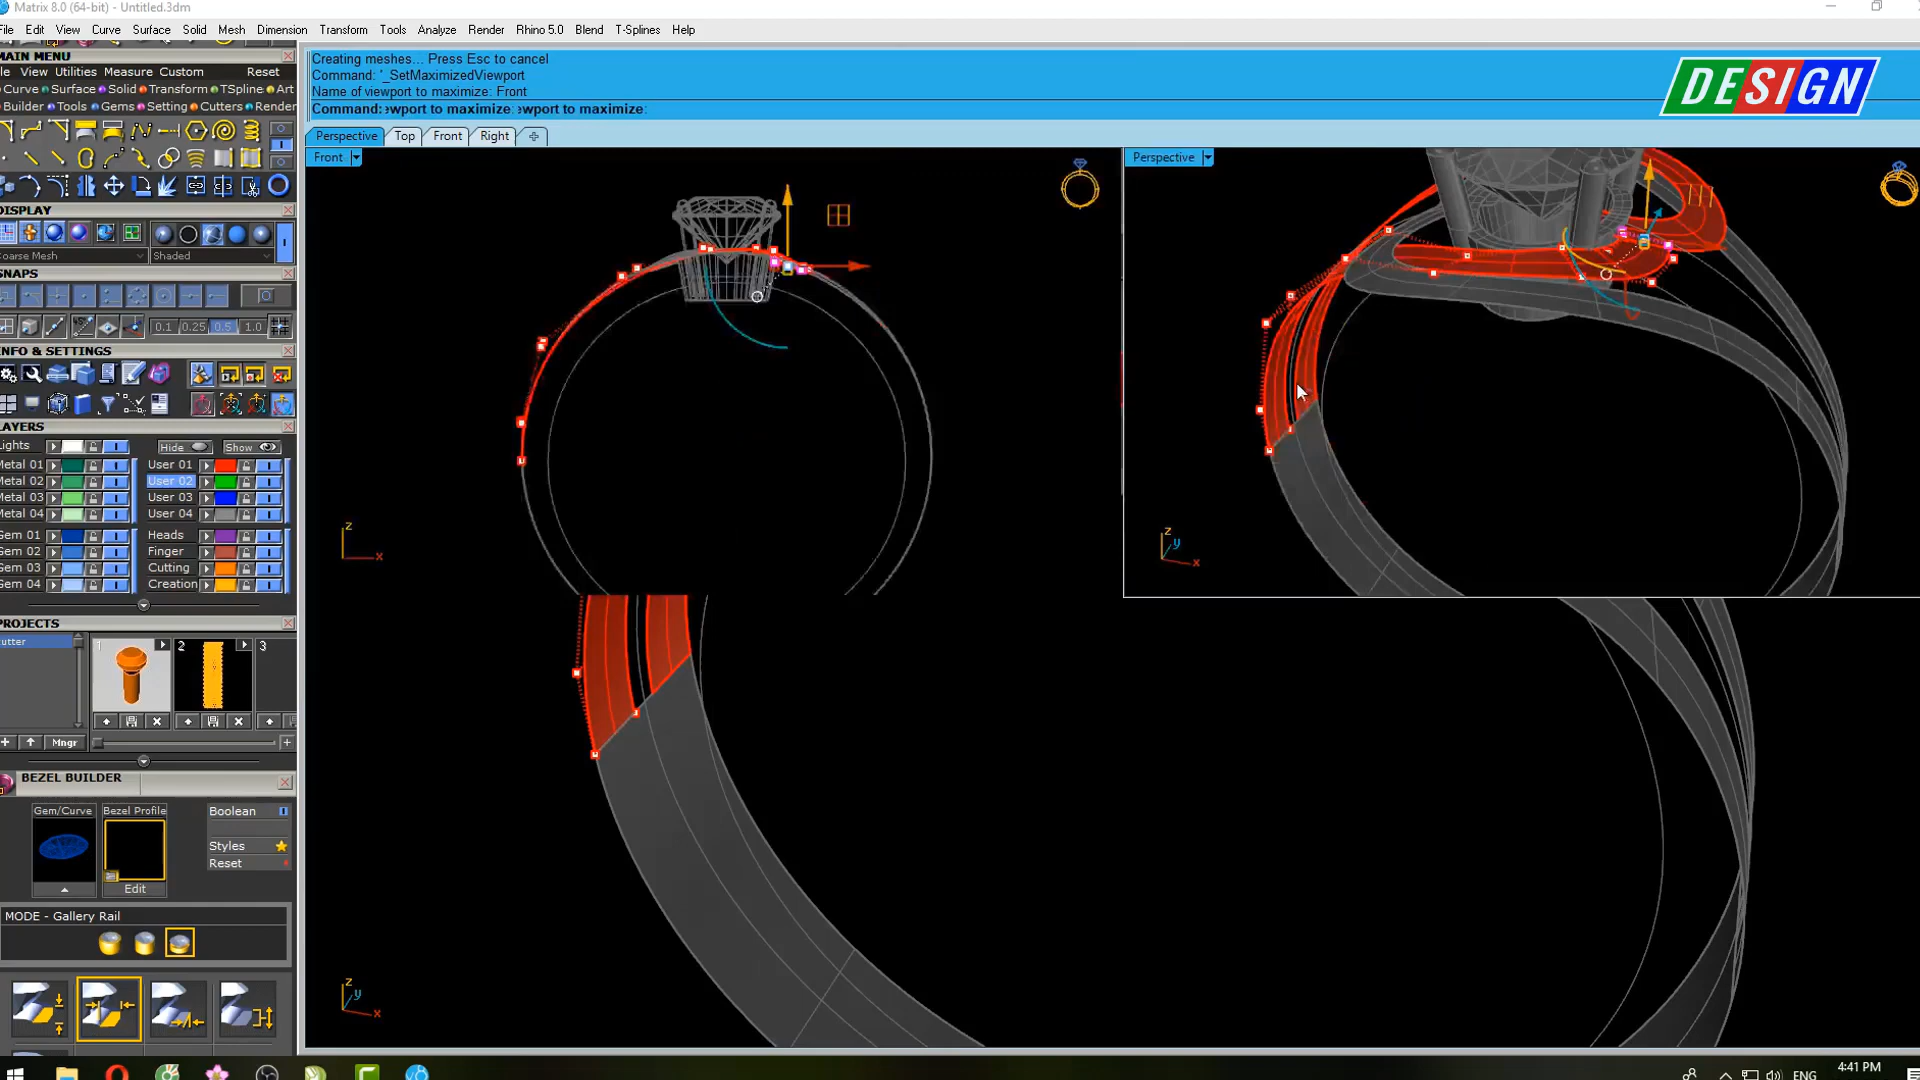 Matrix 8.0 (64-bit) - Untitled.3dm
File Edit View Curve Surface Solid Mesh Dimension Transform Tools Analyze Render Rhino 5.0 Blend T-Splines Help
MAIN MENU
View Utilities Measure Custom Reset
Curve Surface Solid Transform TSpline Art
Builder Tools Gems Setting Cutters Render
Creating meshes... Press Esc to cancel
Command: '_SetMaximizedViewport
Name of viewport to maximize: Front
Command: ewport to maximize: ewport to maximize:
DESIGN
Perspective Top Front Right
Front
Perspective
DISPLAY
Coarse Mesh Shaded
SNAPS
0.1 0.25 0.5 1.0
INFO & SETTINGS
LAYERS
Lights Hide Show
Metal 01 User 01
Metal 02 User 02
Metal 03 User 03
Metal 04 User 04
Gem 01 Heads
Gem 02 Finger
Gem 03 Cutting
Gem 04 Creation
PROJECTS
utter
1 2 3
Mngr
BEZEL BUILDER
Gem/Curve Bezel Profile Boolean
Styles
Reset
Edit
MODE - Gallery Rail
z
x
z
y
x
z
y
x
ENG
4:41 PM